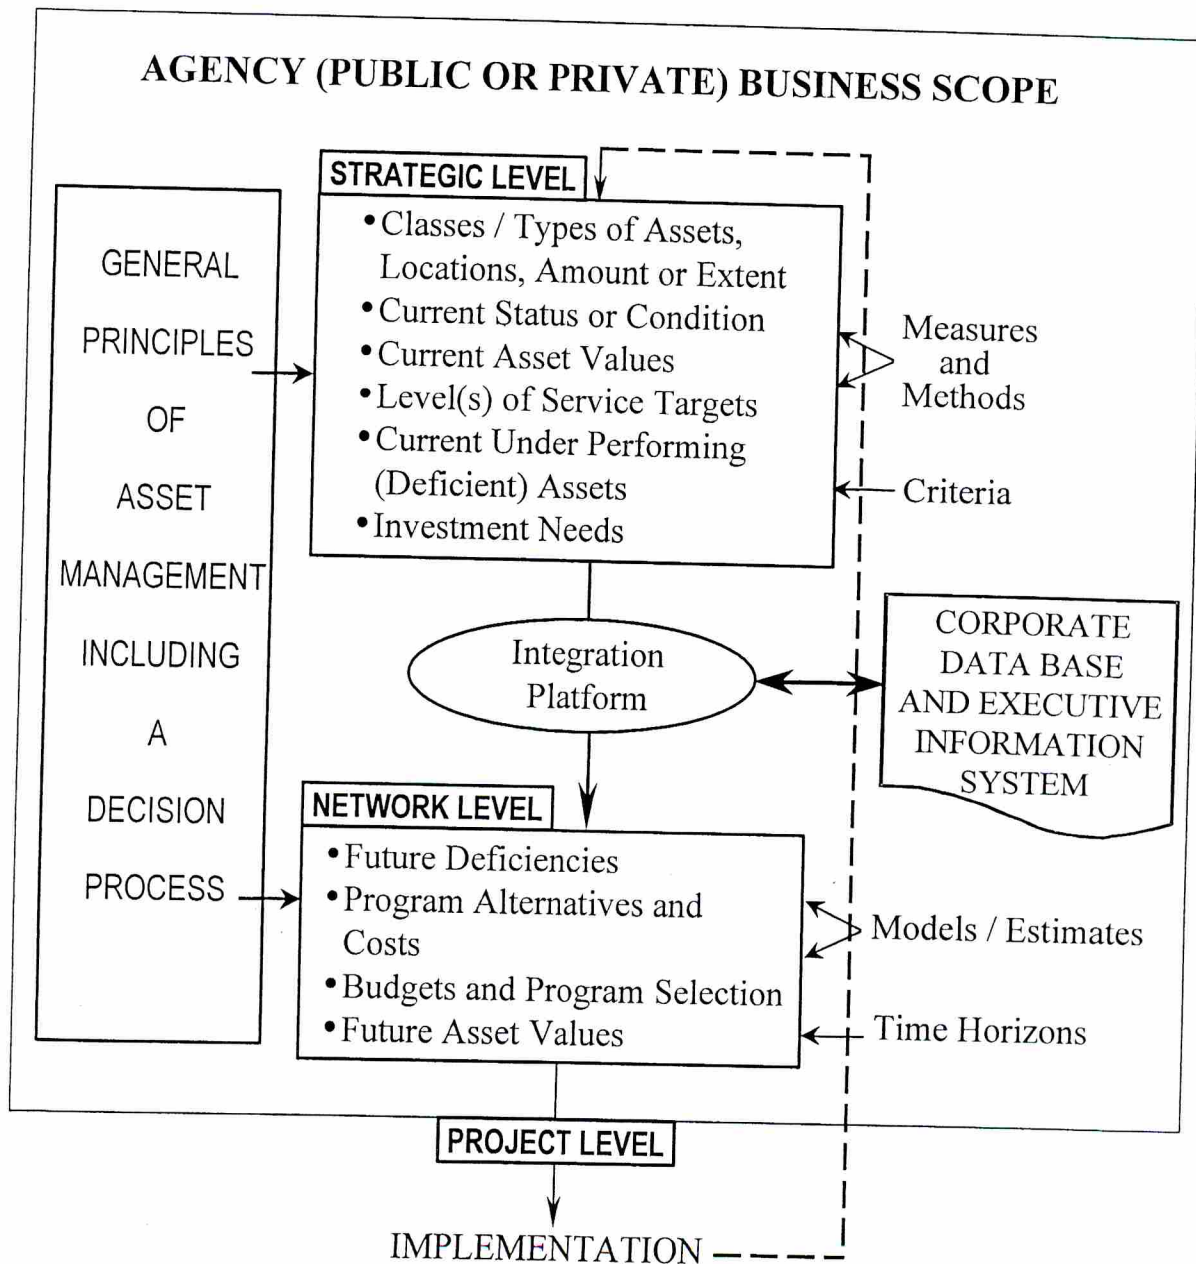 AGENCY (PUBLIC OR PRIVATE) BUSINESS SCOPE
GENERAL
PRINCIPLES
OF
ASSET
MANAGEMENT
INCLUDING
A
DECISION
PROCESS
STRATEGIC LEVEL
•Classes / Types of Assets,
Locations, Amount or Extent
•Current Status or Condition
•Current Asset Values
•Level(s) of Service Targets
•Current Under Performing
(Deficient) Assets
•Investment Needs
Measures
and
Methods
Criteria
Integration
Platform
CORPORATE
DATA BASE
AND EXECUTIVE
INFORMATION
SYSTEM
NETWORK LEVEL
•Future Deficiencies
•Program Alternatives and
Costs
•Budgets and Program Selection
•Future Asset Values
Models / Estimates
Time Horizons
PROJECT LEVEL
IMPLEMENTATION